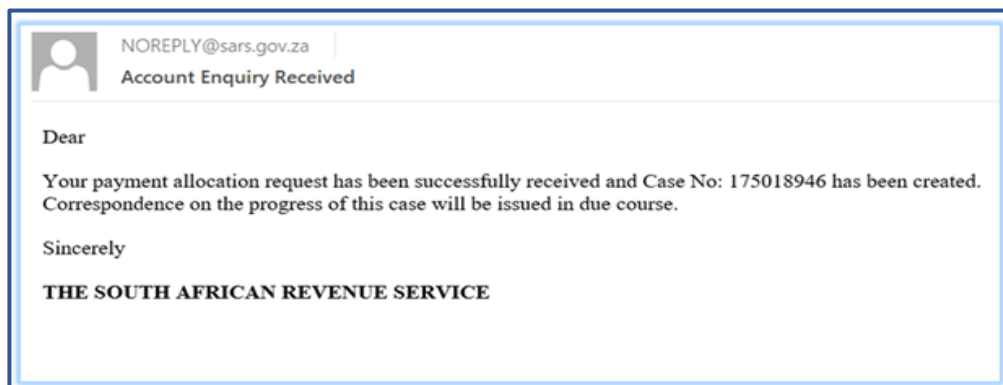 NOREPLY@sars.gov.za
Account Enquiry Received
Dear
Your payment allocation request has been successfully received and Case No: 175018946 has been created.
Correspondence on the progress of this case will be issued in due course.
Sincerely
THE SOUTH AFRICAN REVENUE SERVICE